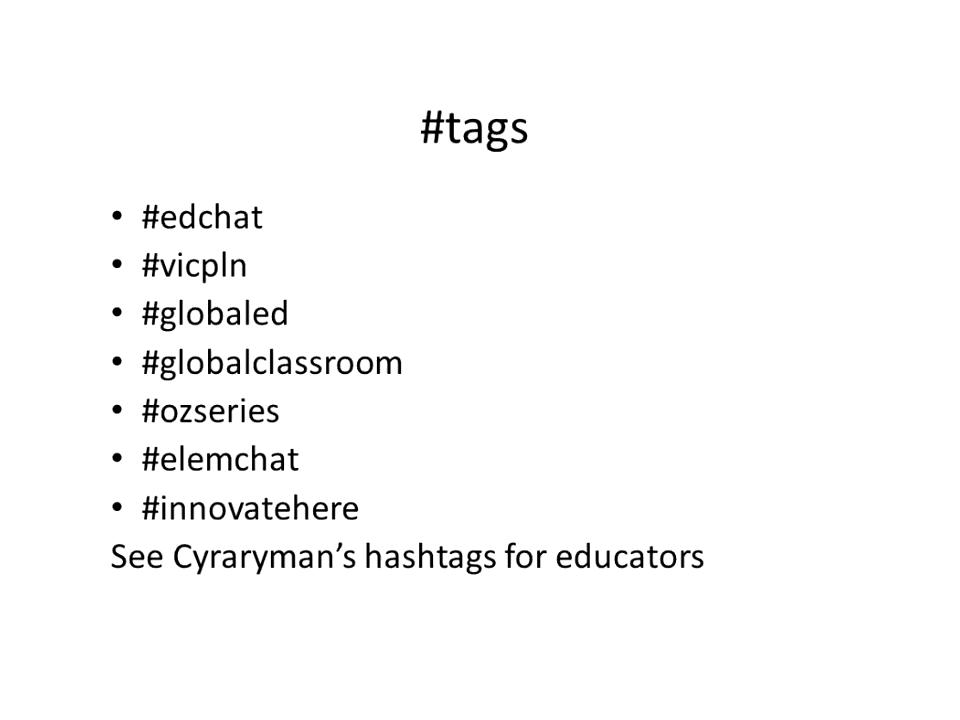 #tags
• #edchat
• #vicpln
• #globaled
• #globalclassroom
• #ozseries
• #elemchat
• #innovatehere
See Cyraryman’s hashtags for educators